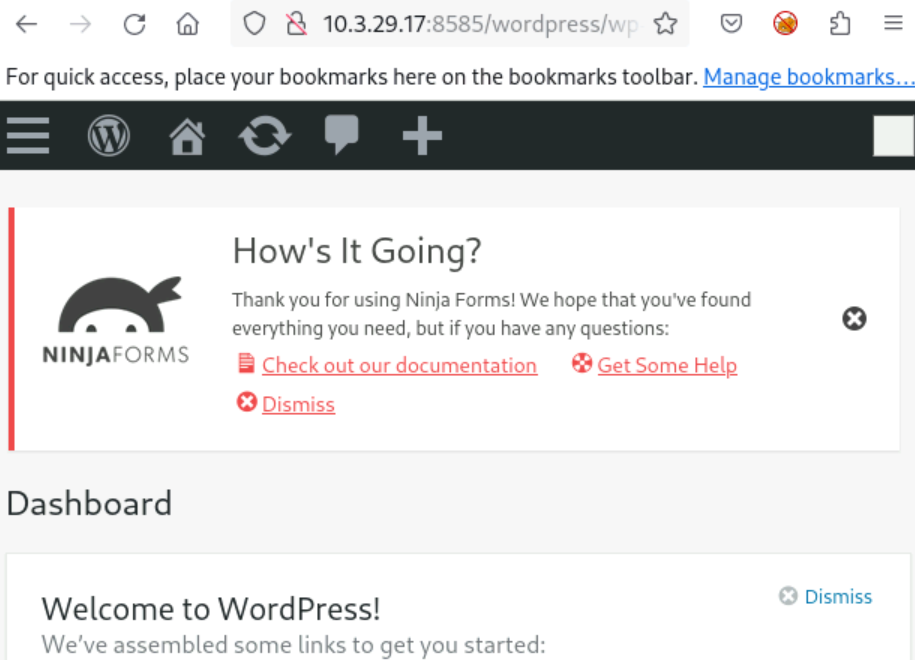 10.3.29.17:8585/wordpress/wp
For quick access, place your bookmarks here on the bookmarks toolbar. Manage bookmarks…
How's It Going?
Thank you for using Ninja Forms! We hope that you've found
everything you need, but if you have any questions:
Check out our documentation Get Some Help
Dismiss
NINJAFORMS
Dashboard
Welcome to WordPress!
Dismiss
We've assembled some links to get you started: